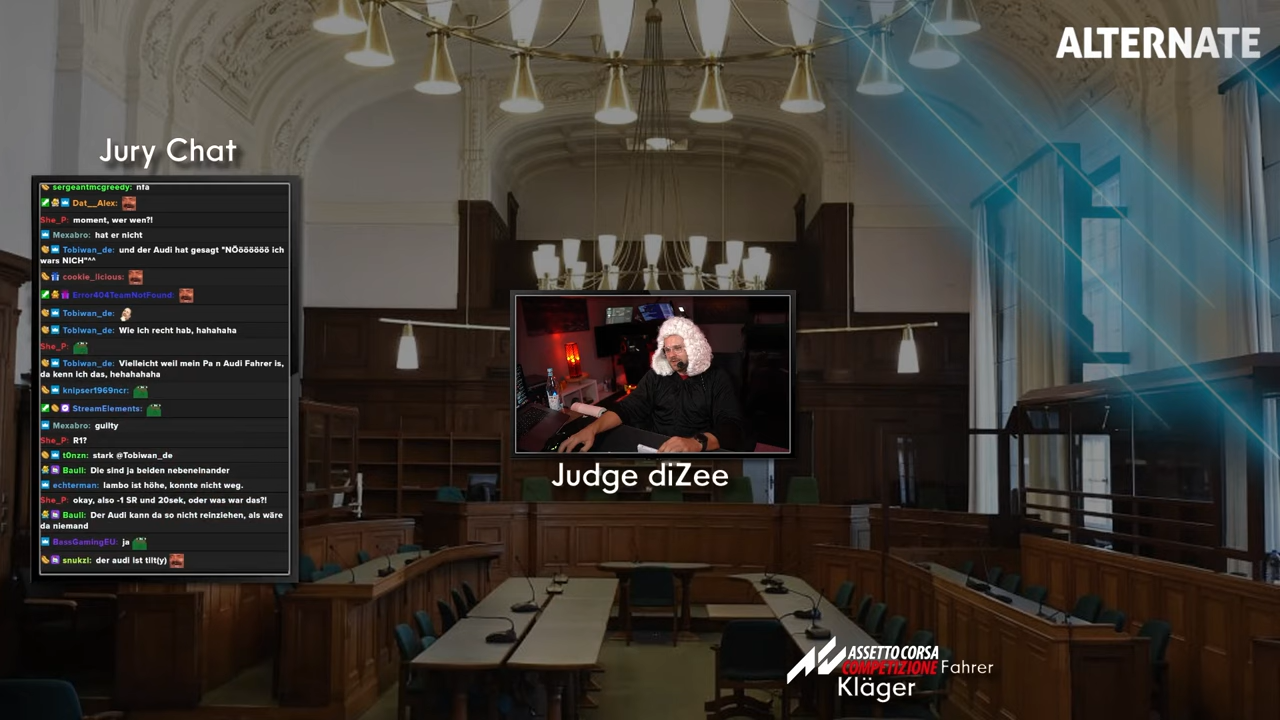 ALTERNATE
Jury Chat
sergeantmcgreedy: nfa
Dat__Alex:
She_P: moment, wer wen?!
Mexabro: hat er nicht
Tobiwan_de: und der Audi hat gesagt "NÖöööööö ich
wars NICH"^^
cookie_licious:
Error404TeamNotFound:
Tobiwan_de:
Tobiwan_de: Wie ich recht hab, hahahaha
She_P:
Tobiwan_de: Vielleicht weil mein Pa n Audi Fahrer is,
da kenn ich das, hehahahaha
knipser1969ncr:
StreamElements:
Mexabro: guilty
She_P: R1?
t0nzn: stark @Tobiwan_de
Baull: Die sind ja beiden nebeneinander
echterman: lambo ist höhe, konnte nicht weg.
She_P: okay, also -1 SR und 20sek, oder was war das?!
Baull: Der Audi kann da so nicht reinziehen, als wäre
da niemand
BassGamingEU: ja
snukzi: der audi ist tilt(y)
Judge diZee
ASSETTO CORSA
COMPETIZIONE Fahrer
Kläger